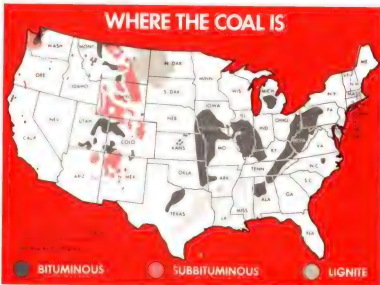 WHERE THE COAL IS
WASH MONT N. DAK MINN ME
ORE IDAHO S. DAK WIS MICH N.Y.
NEV UTAH COLO NEB IOWA ILL IND OHIO PA
CALIF KANS MO KY VA
ARIZ N. MEX OKLA ARK TENN N.C.
TEXAS LA MISS ALA GA S.C.
FLA
BITUMINOUS SUBBITUMINOUS LIGNITE